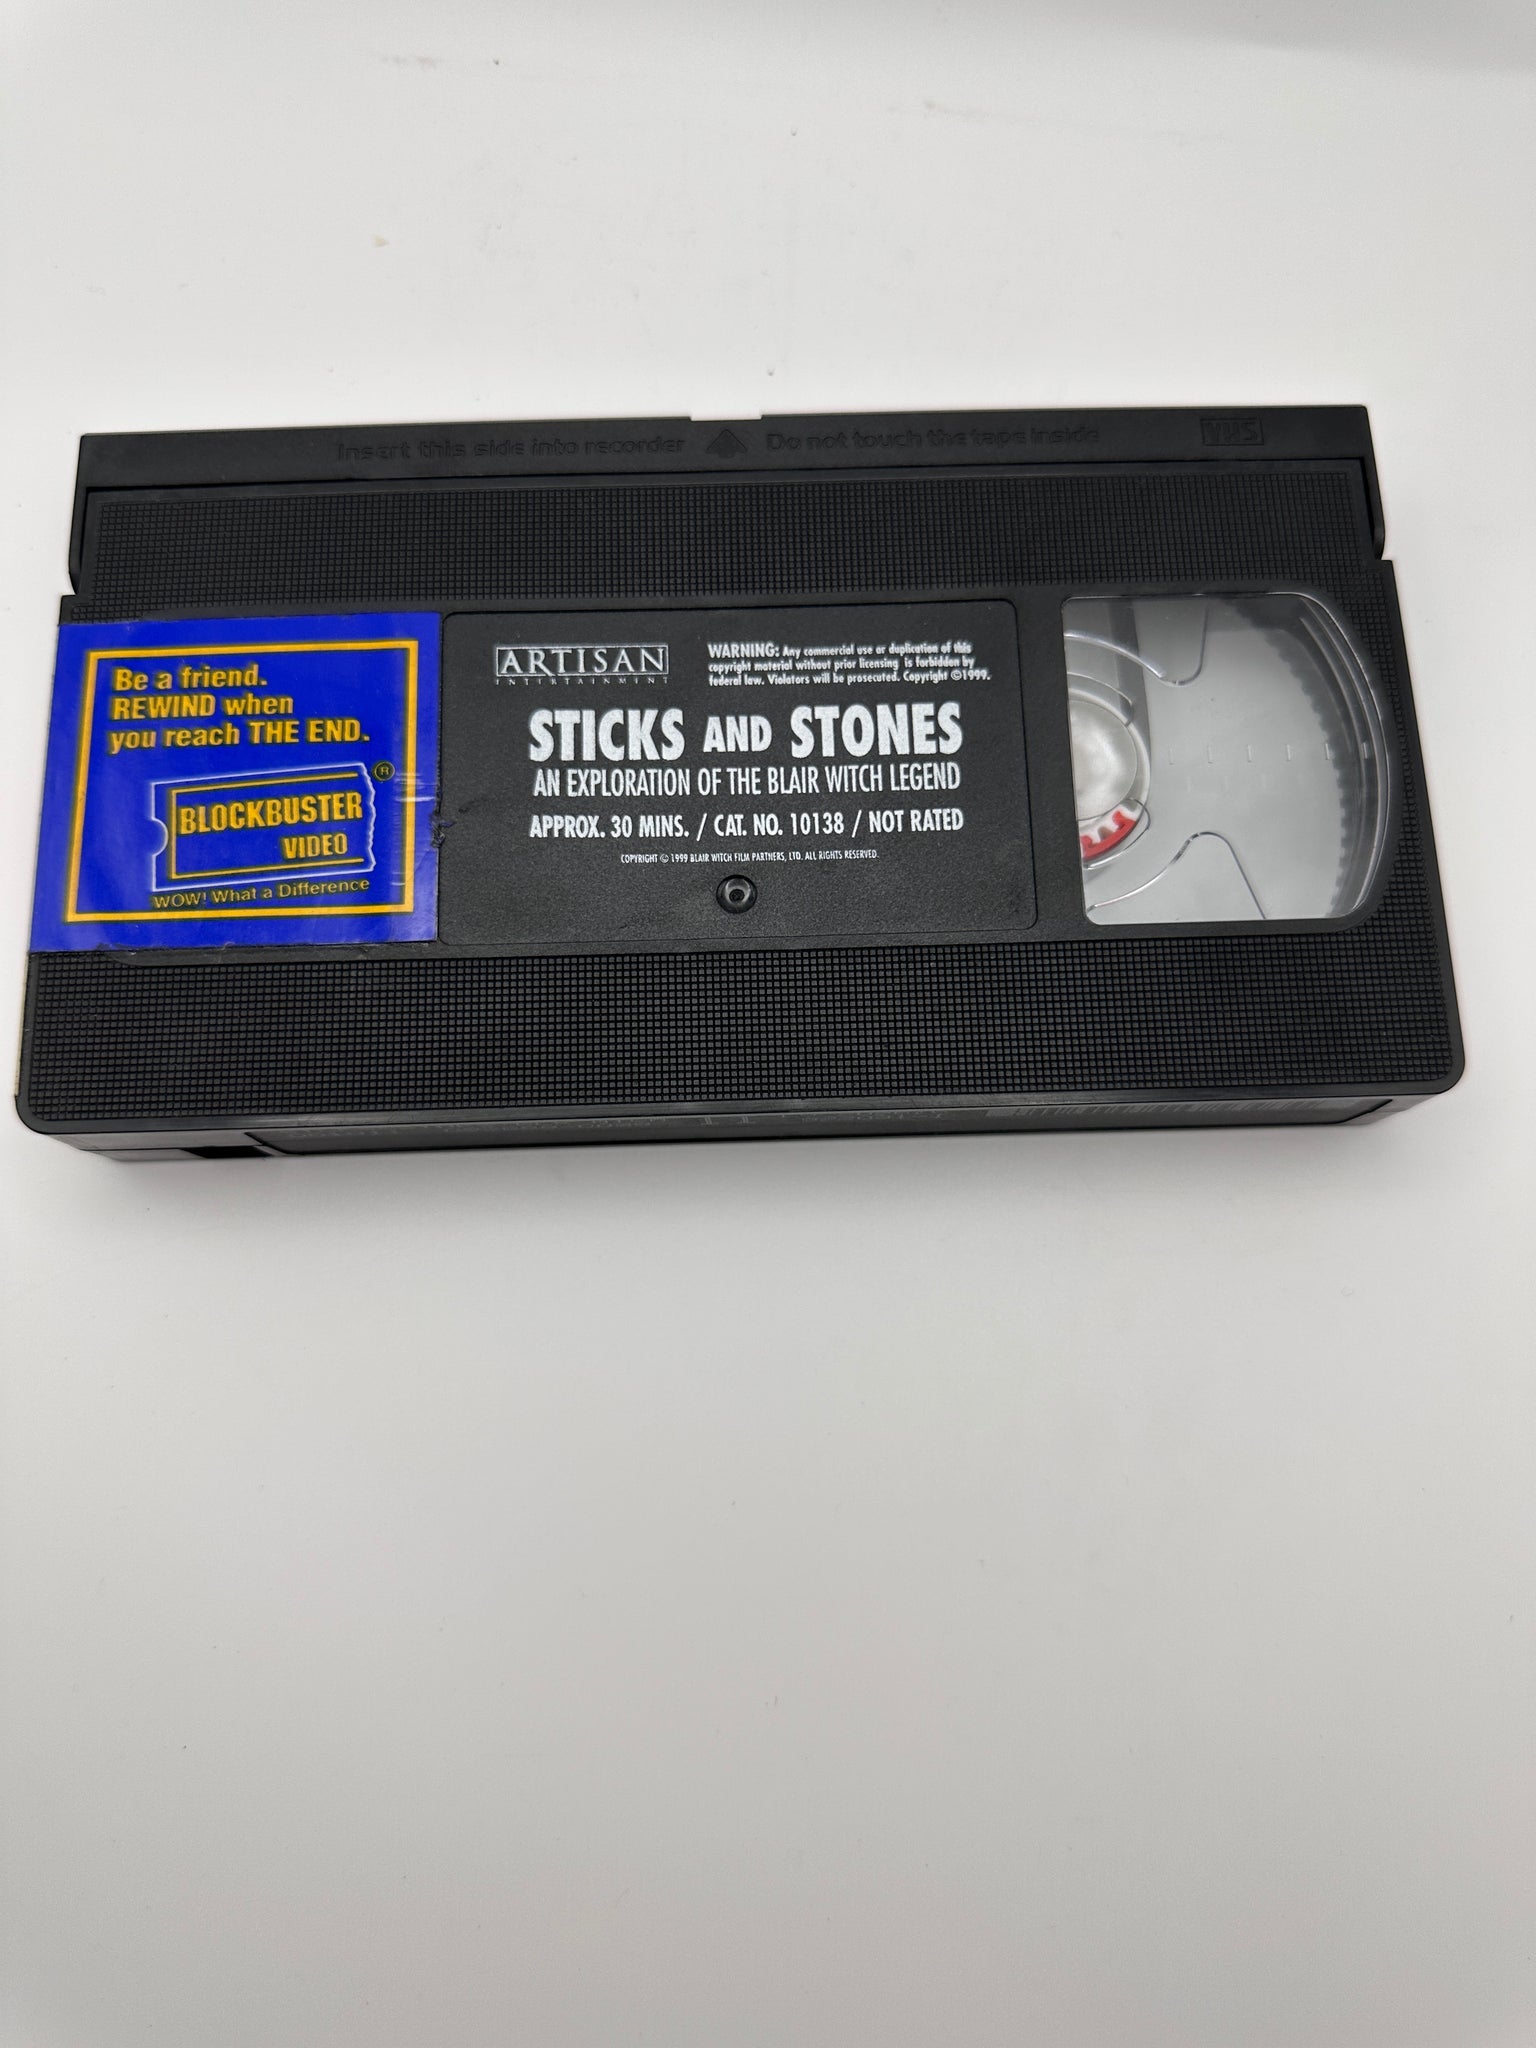 Insert this side into recorder Do not touch the tape inside VHS
Be a friend.
REWIND when
you reach THE END.
BLOCKBUSTER ®
VIDEO
WOW! What a Difference
ARTISAN
ENTERTAINMENT
WARNING: Any commercial use or duplication of this
copyright material without prior licensing is forbidden by
federal law. Violators will be prosecuted. Copyright ©1999.
STICKS AND STONES
AN EXPLORATION OF THE BLAIR WITCH LEGEND
APPROX. 30 MINS. / CAT. NO. 10138 / NOT RATED
COPYRIGHT © 1999 BLAIR WITCH FILM PARTNERS, LTD. ALL RIGHTS RESERVED.